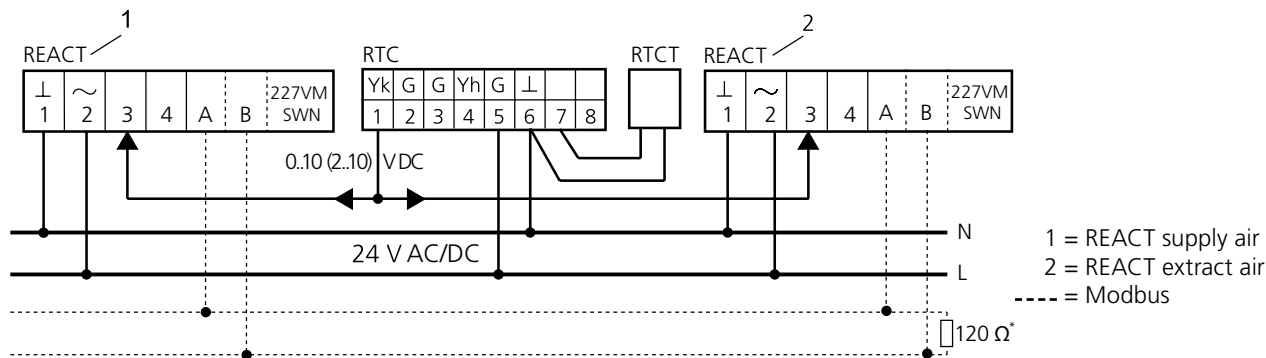 1
2
REACT
RTC
RTCT
REACT
⊥ ~ 227VM
1 2 3 4 A B SWN
Yk G G Yh G ⊥
1 2 3 4 5 6 7 8
⊥ ~ 227VM
1 2 3 4 A B SWN
0..10 (2..10) VDC
N
24 V AC/DC
L
120 Ω*
1 = REACT supply air
2 = REACT extract air
---- = Modbus